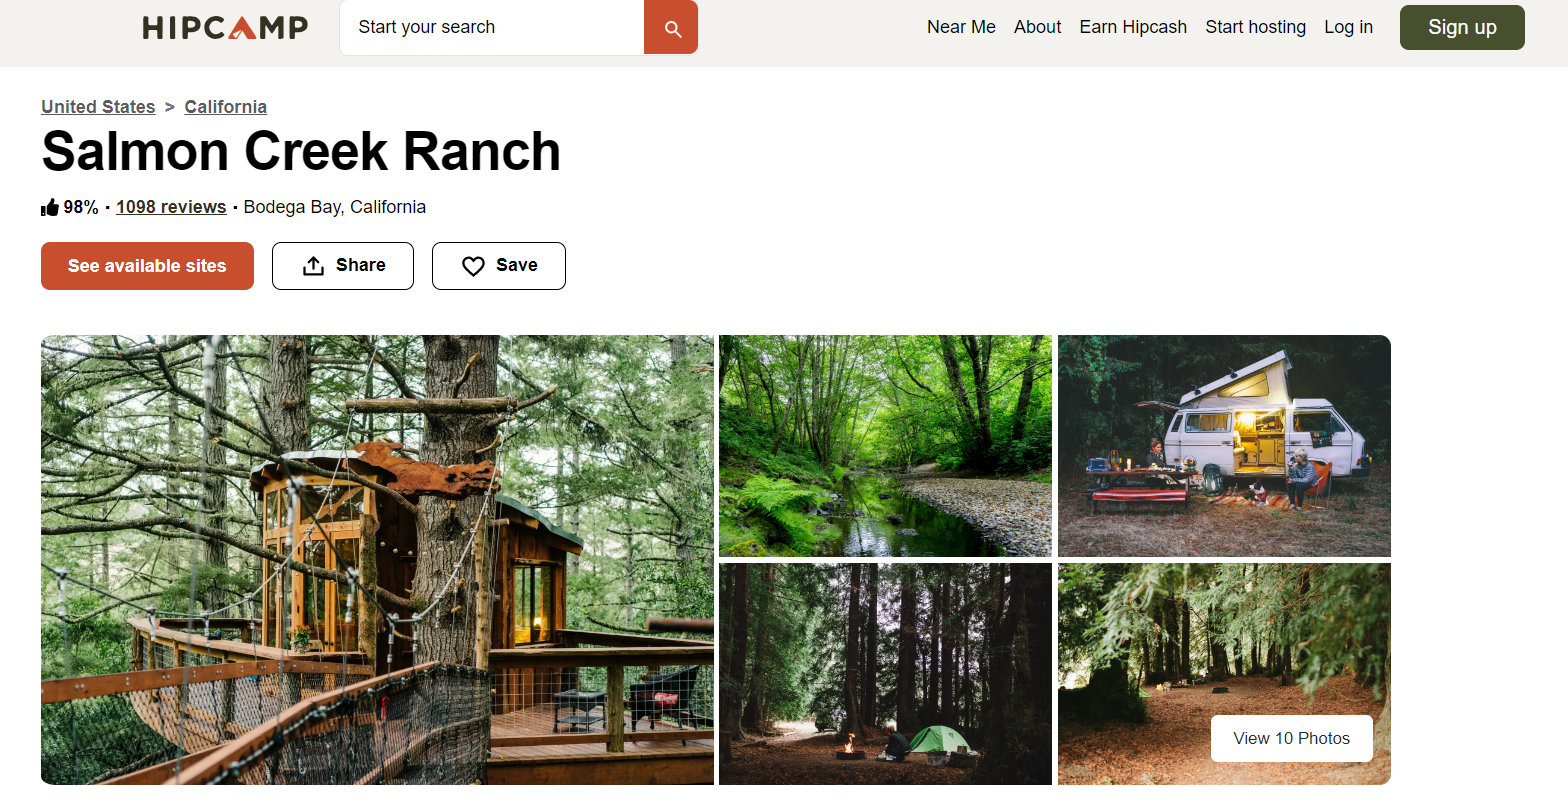 HIPCAMP
Start your search
Near Me About Earn Hipcash Start hosting Log in Sign up
United States > California
Salmon Creek Ranch
98% · 1098 reviews · Bodega Bay, California
See available sites
Share
Save
View 10 Photos